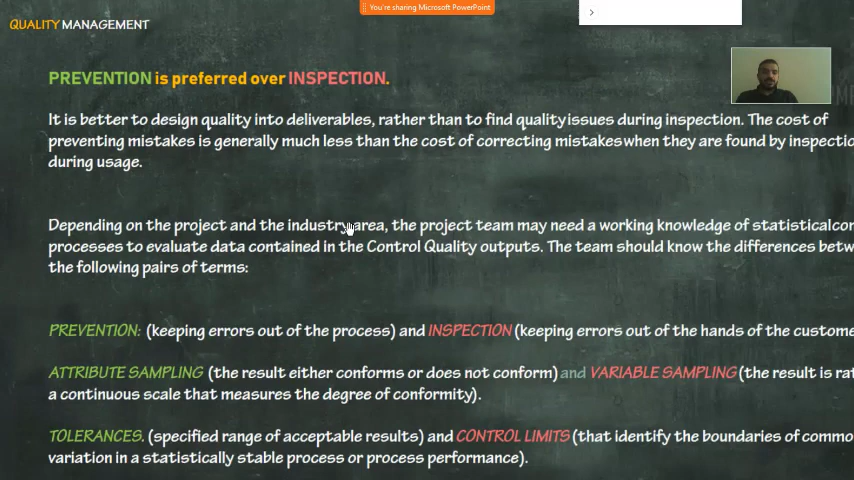 You're sharing Microsoft PowerPoint
QUALITY MANAGEMENT
PREVENTION is preferred over INSPECTION.
It is better to design quality into deliverables, rather than to find quality issues during inspection. The cost of
preventing mistakes is generally much less than the cost of correcting mistakes when they are found by inspectio
during usage.
Depending on the project and the industry area, the project team may need a working knowledge of statistical con
processes to evaluate data contained in the Control Quality outputs. The team should know the differences betw
the following pairs of terms:
PREVENTION: (keeping errors out of the process) and INSPECTION (keeping errors out of the hands of the custome
ATTRIBUTE SAMPLING (the result either conforms or does not conform) and VARIABLE SAMPLING (the result is rat
a continuous scale that measures the degree of conformity).
TOLERANCES. (specified range of acceptable results) and CONTROL LIMITS (that identify the boundaries of commo
variation in a statistically stable process or process performance).